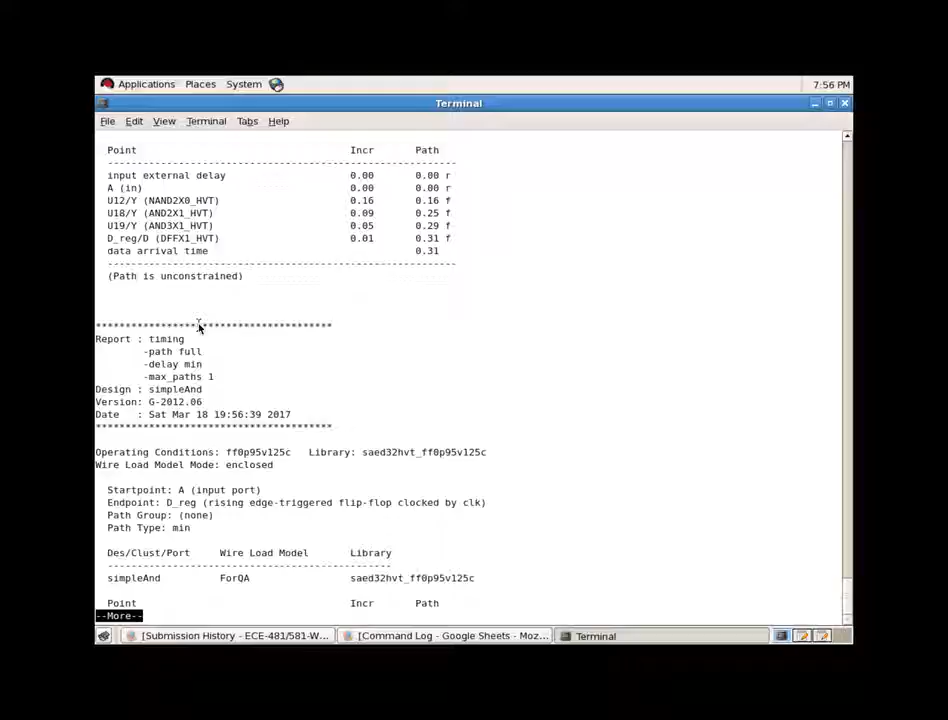 Applications Places System 7:56 PM
Terminal
File Edit View Terminal Tabs Help
Point Incr Path
-----------------------------------------------------------
input external delay 0.00 0.00 r
A (in) 0.00 0.00 r
U12/Y (NAND2X0_HVT) 0.16 0.16 f
U18/Y (AND2X1_HVT) 0.09 0.25 f
U19/Y (AND3X1_HVT) 0.05 0.29 f
D_reg/D (DFFX1_HVT) 0.01 0.31 f
data arrival time 0.31
-----------------------------------------------------------
(Path is unconstrained)
****************************************
Report : timing
-path full
-delay min
-max_paths 1
Design : simpleAnd
Version: G-2012.06
Date : Sat Mar 18 19:56:39 2017
****************************************
Operating Conditions: ff0p95v125c Library: saed32hvt_ff0p95v125c
Wire Load Model Mode: enclosed
Startpoint: A (input port)
Endpoint: D_reg (rising edge-triggered flip-flop clocked by clk)
Path Group: (none)
Path Type: min
Des/Clust/Port Wire Load Model Library
------------------------------------------------
simpleAnd ForQA saed32hvt_ff0p95v125c
Point Incr Path
--More--
[Submission History - ECE-481/581-W... [Command Log - Google Sheets - Moz... Terminal